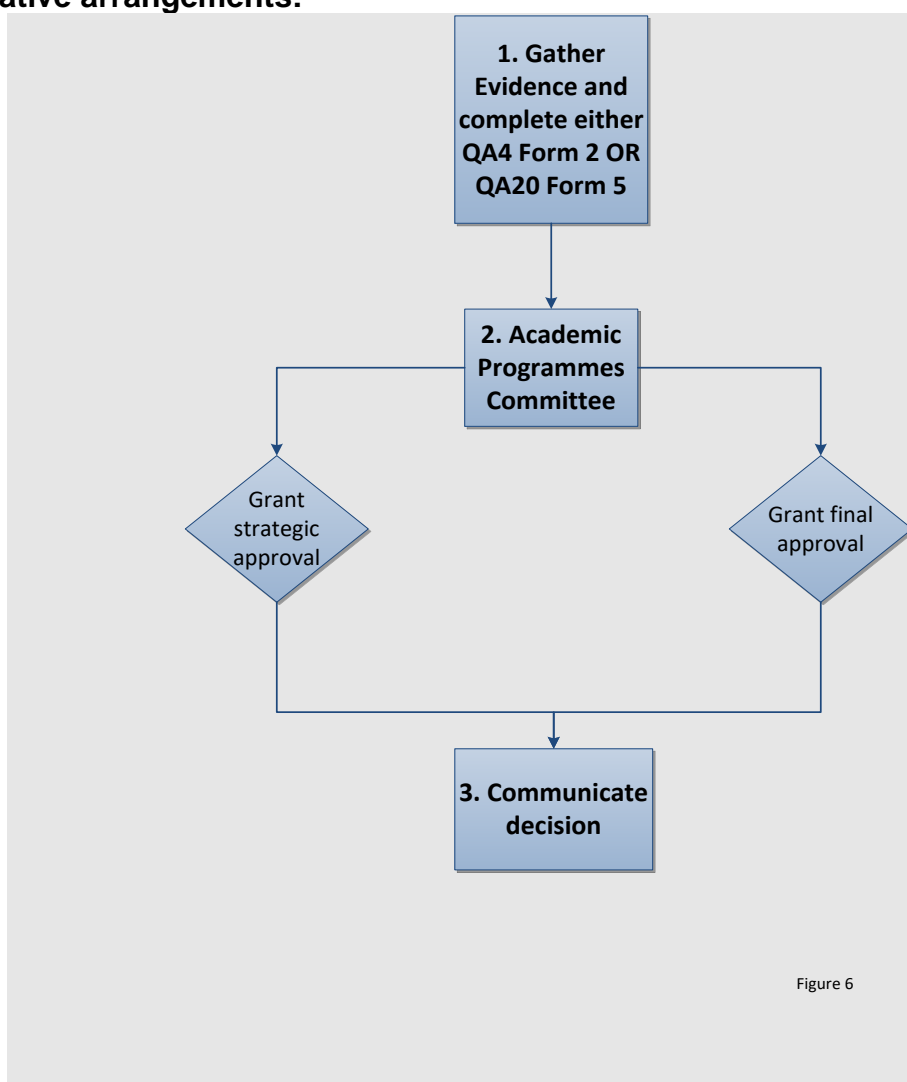 arrangements:
1. Gather
Evidence and
complete either
QA4 Form 2 OR
QA20 Form 5
2. Academic
Programmes
Committee
Grant
strategic
approval
Grant final
approval
3. Communicate
decision
Figure 6